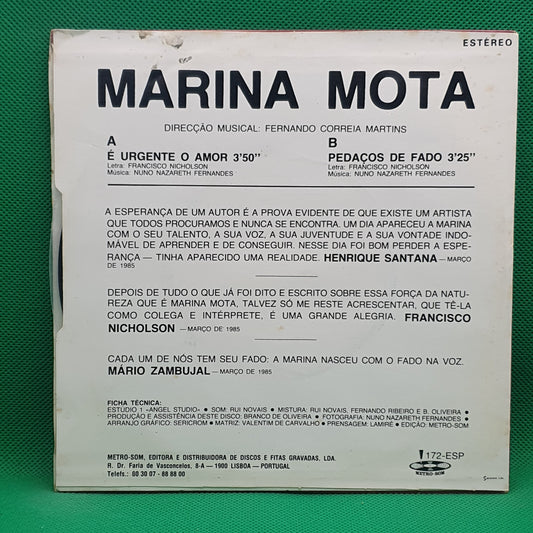 ESTÉREO
MARINA MOTA
DIRECÇÃO MUSICAL: FERNANDO CORREIA MARTINS
A
É URGENTE O AMOR 3'50''
Letra: FRANCISCO NICHOLSON
Música: NUNO NAZARETH FERNANDES
B
PEDAÇOS DE FADO 3'25''
Letra: FRANCISCO NICHOLSON
Música: NUNO NAZARETH FERNANDES
A ESPERANÇA DE UM AUTOR É A PROVA EVIDENTE DE QUE EXISTE UM ARTISTA
QUE TODOS PROCURAMOS E NUNCA SE ENCONTRA. UM DIA APARECEU A MARINA
COM O SEU TALENTO, A SUA VOZ, A SUA JUVENTUDE E A SUA VONTADE INDO-
MÁVEL DE APRENDER E DE CONSEGUIR. NESSE DIA FOI BOM PERDER A ESPE-
RANÇA — TINHA APARECIDO UMA REALIDADE. HENRIQUE SANTANA — MARÇO
DE 1985
DEPOIS DE TUDO O QUE JÁ FOI DITO E ESCRITO SOBRE ESSA FORÇA DA NATU-
REZA QUE É MARINA MOTA, TALVEZ SÓ ME RESTE ACRESCENTAR, QUE TÊ-LA
COMO COLEGA E INTÉRPRETE, É UMA GRANDE ALEGRIA. FRANCISCO
NICHOLSON — MARÇO DE 1985
CADA UM DE NÓS TEM SEU FADO: A MARINA NASCEU COM O FADO NA VOZ.
MÁRIO ZAMBUJAL — MARÇO DE 1985
FICHA TÉCNICA:
ESTÚDIO 1 «ANGEL STUDIO» ● SOM: RUI NOVAIS ● MISTURA: RUI NOVAIS, FERNANDO RIBEIRO E B. OLIVEIRA ●
PRODUÇÃO E ASSISTÊNCIA DESTE DISCO: BRANCO DE OLIVEIRA ● FOTOGRAFIA: NUNO NAZARETH FERNANDES ●
ARRANJO GRÁFICO: SERICROM ● MATRIZ: VALENTIM DE CARVALHO ● PRENSAGEM: LAMIRÉ ● EDIÇÃO: METRO-SOM
METRO-SOM, EDITORA E DISTRIBUIDORA DE DISCOS E FITAS GRAVADAS, LDA.
R. Dr. Faria de Vasconcelos, 8-A — 1900 LISBOA — PORTUGAL
Telefs.: 80 30 07 - 88 88 00
METRO-SOM
172-ESP